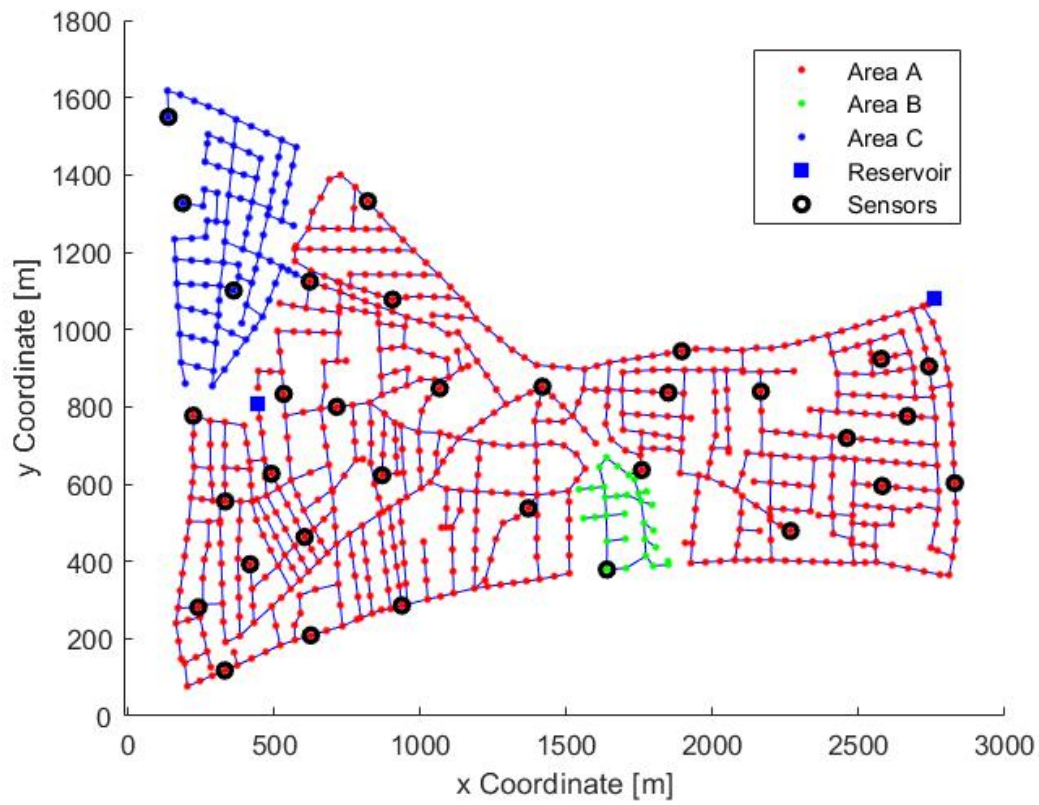 1800
1600
1400
1200
1000
800
600
400
200
0
y Coordinate [m]
Area A
Area B
Area C
Reservoir
Sensors
0 500 1000 1500 2000 2500 3000
x Coordinate [m]